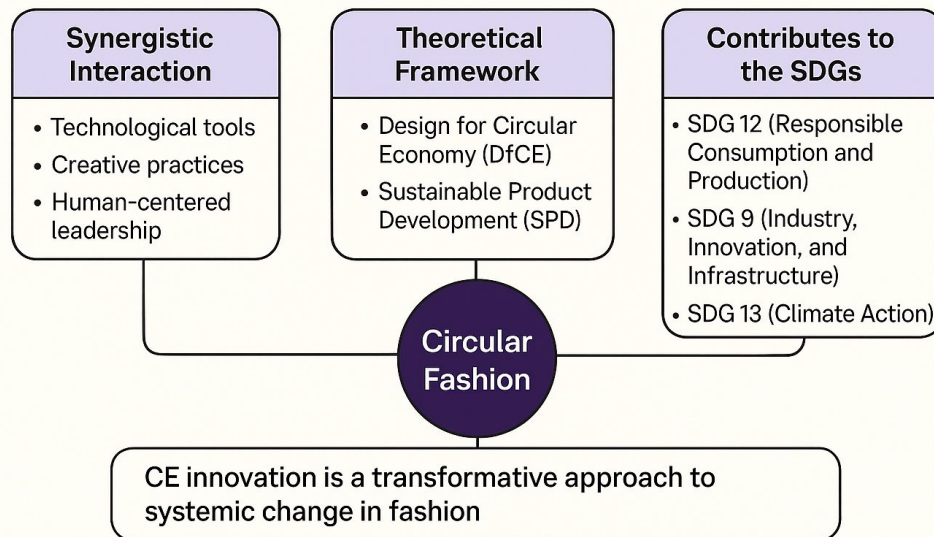 Synergistic
Interaction
• Technological tools
• Creative practices
• Human-centered
leadership
Theoretical
Framework
• Design for Circular
Economy (DfCE)
• Sustainable Product
Development (SPD)
Contributes to
the SDGs
• SDG 12 (Responsible
Consumption and
Production)
• SDG 9 (Industry,
Innovation, and
Infrastructure)
• SDG 13 (Climate Action)
Circular
Fashion
CE innovation is a transformative approach to
systemic change in fashion